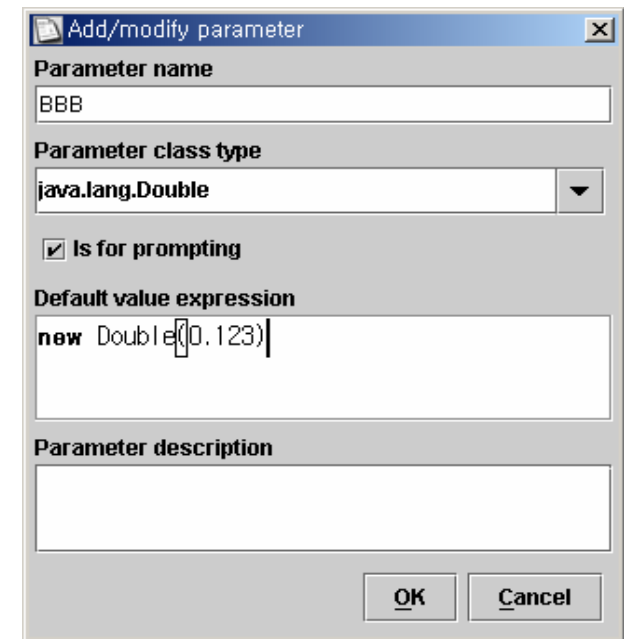 Add/modify parameter
Parameter name
BBB
Parameter class type
java.lang.Double
Is for prompting
Default value expression
new Double(0.123)
Parameter description
OK Cancel